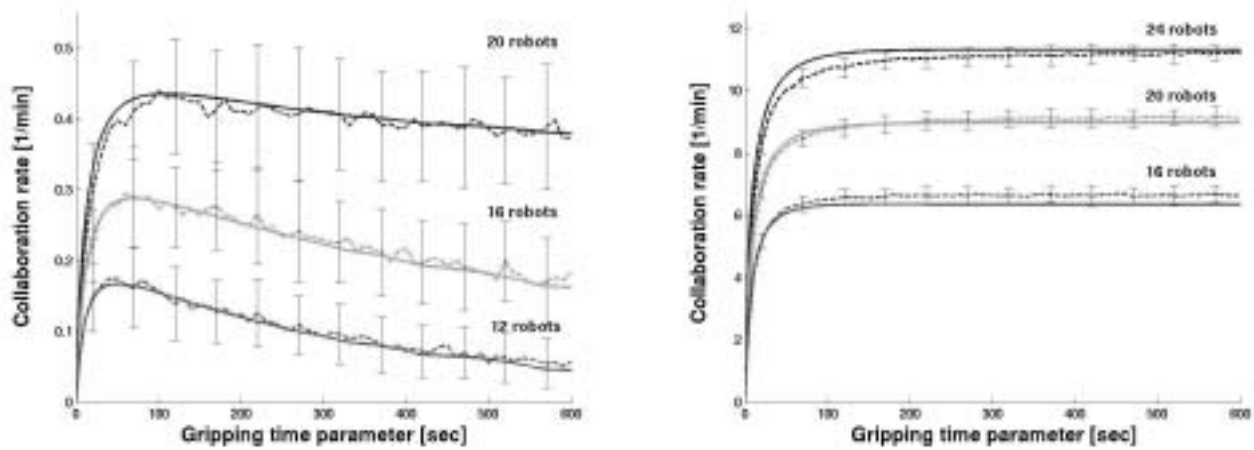 0.5
0.4
0.3
0.2
0.1
0
0
100
200
300
400
500
600
20 robots
16 robots
12 robots
Collaboration rate [1/min]
Gripping time parameter [sec]
12
10
8
6
4
2
0
0
100
200
300
400
500
600
24 robots
20 robots
16 robots
Collaboration rate [1/min]
Gripping time parameter [sec]